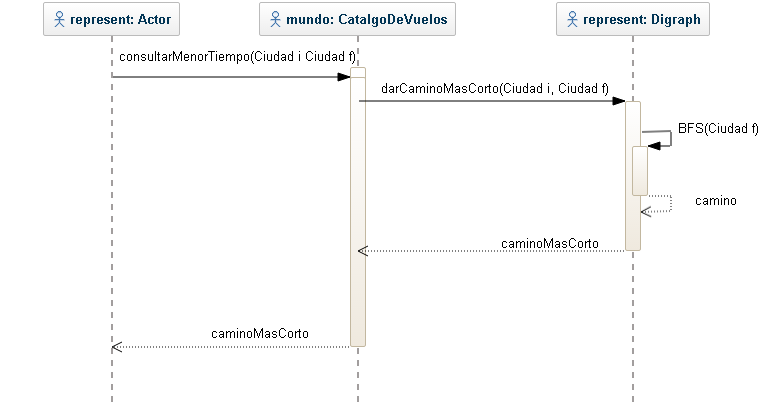 represent: Actor
mundo: CatalgoDeVuelos
represent: Digraph
consultarMenorTiempo(Ciudad i Ciudad f)
darCaminoMasCorto(Ciudad i, Ciudad f)
BFS(Ciudad f)
camino
caminoMasCorto
caminoMasCorto